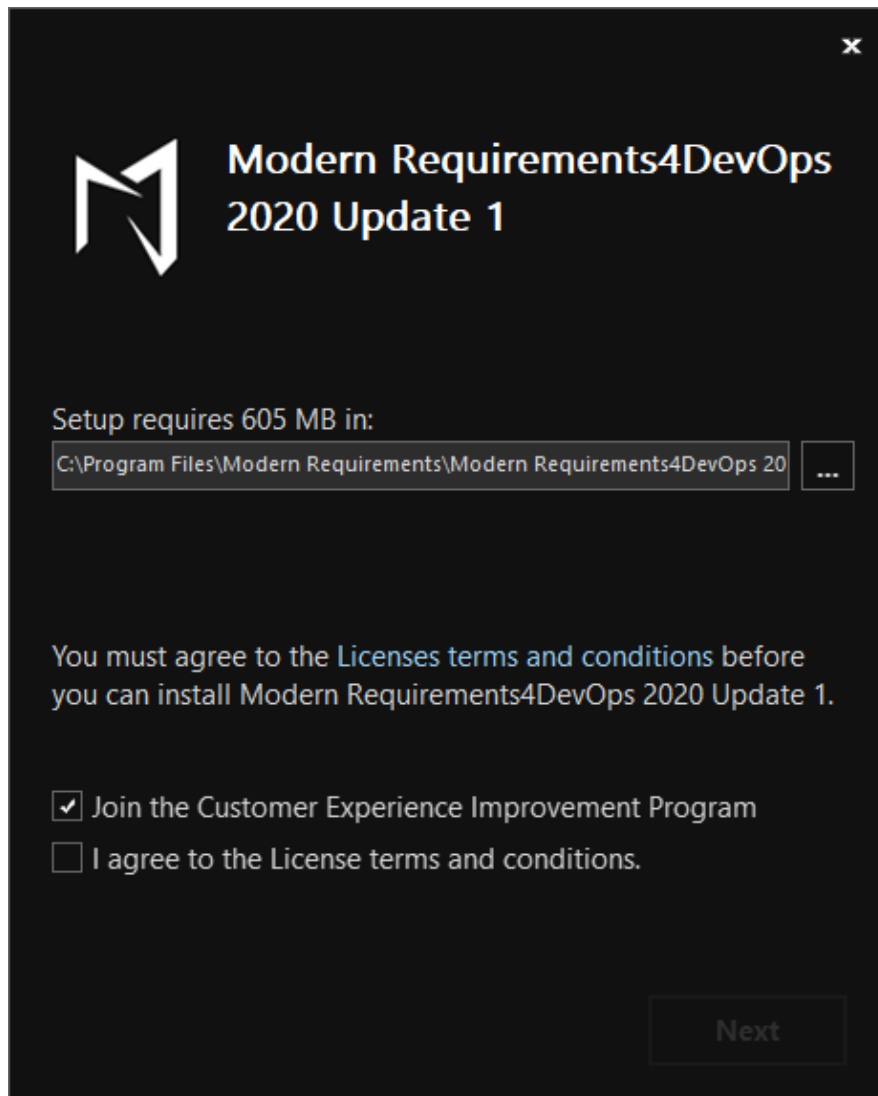 Modern Requirements4DevOps
2020 Update 1
Setup requires 605 MB in:
C:\Program Files\Modern Requirements\Modern Requirements4DevOps 20
...
You must agree to the Licenses terms and conditions before
you can install Modern Requirements4DevOps 2020 Update 1.
Join the Customer Experience Improvement Program
I agree to the License terms and conditions.
Next